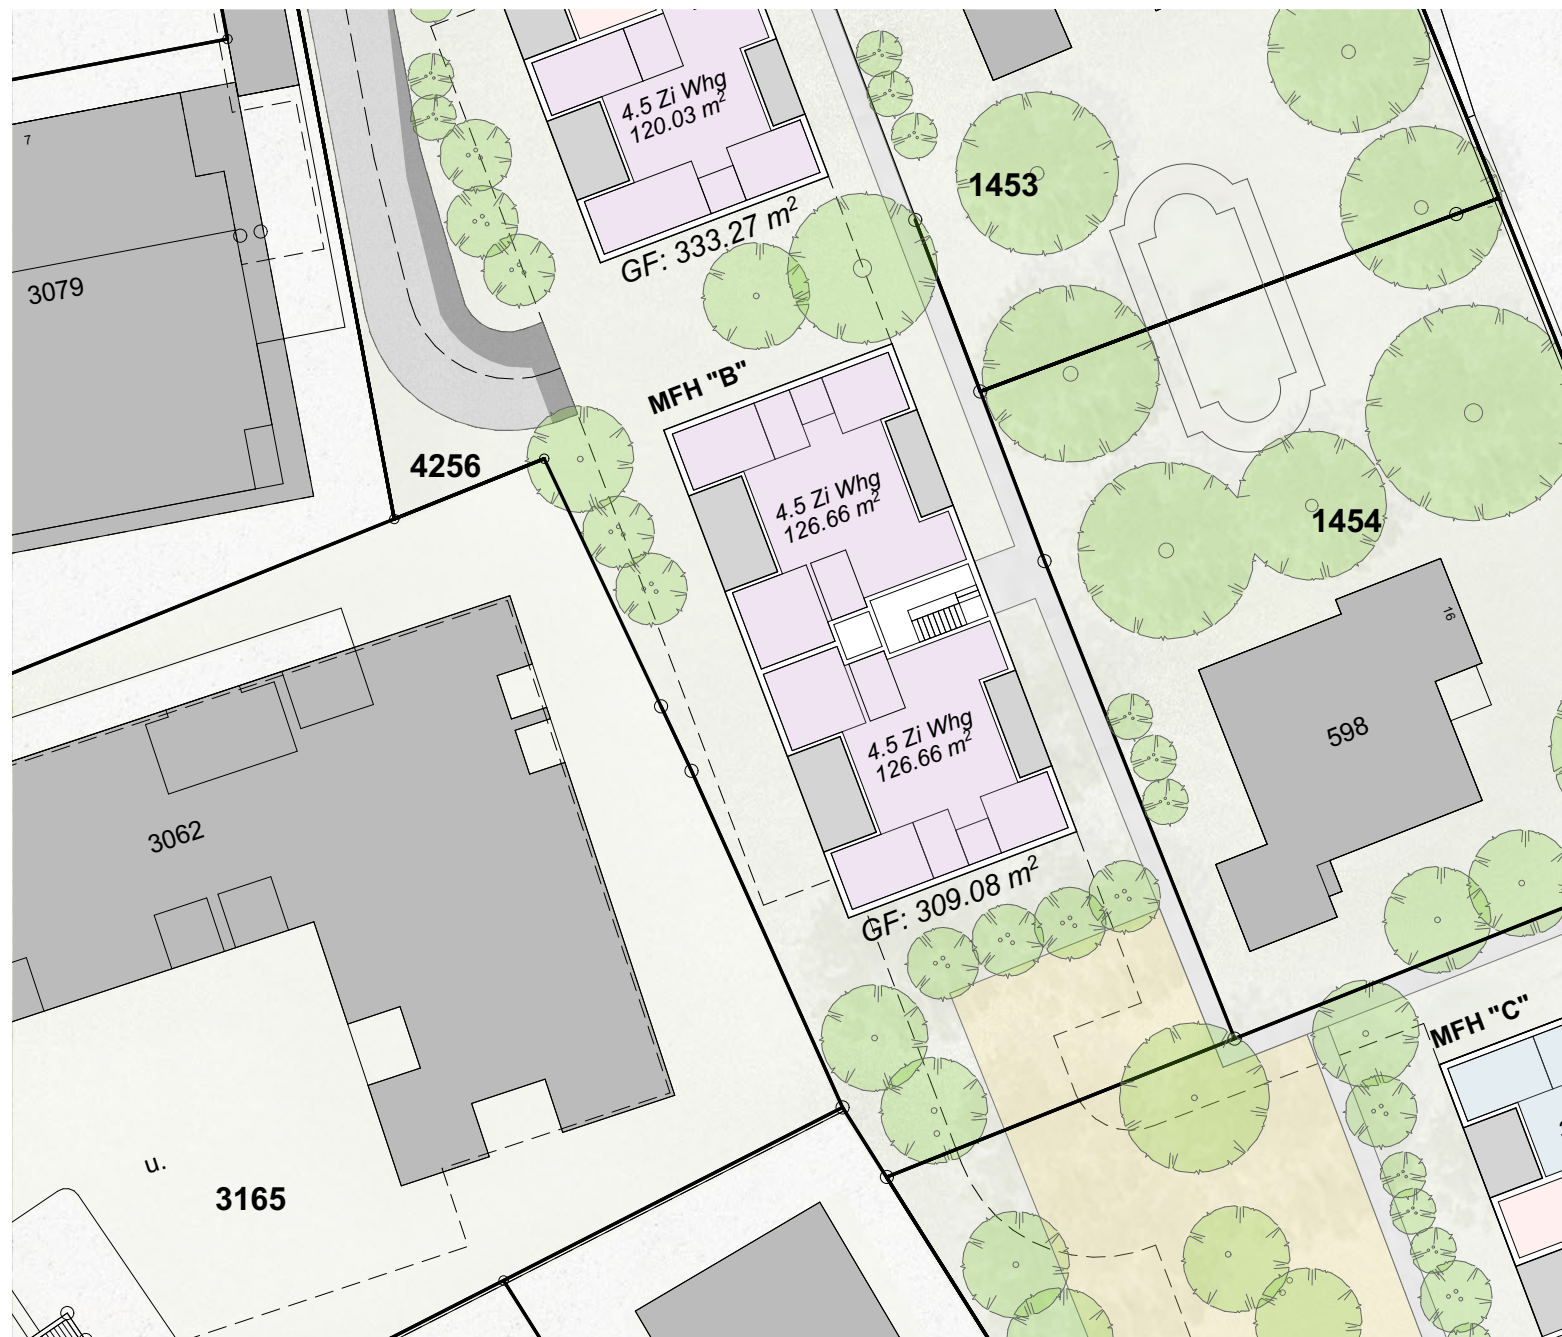 4.5 Zi Whg
120.03 m²
7
1453
GF: 333.27 m²
3079
MFH "B"
4256
4.5 Zi Whg
126.66 m²
1454
16
598
4.5 Zi Whg
126.66 m²
3062
GF: 309.08 m²
MFH "C"
u.
3165